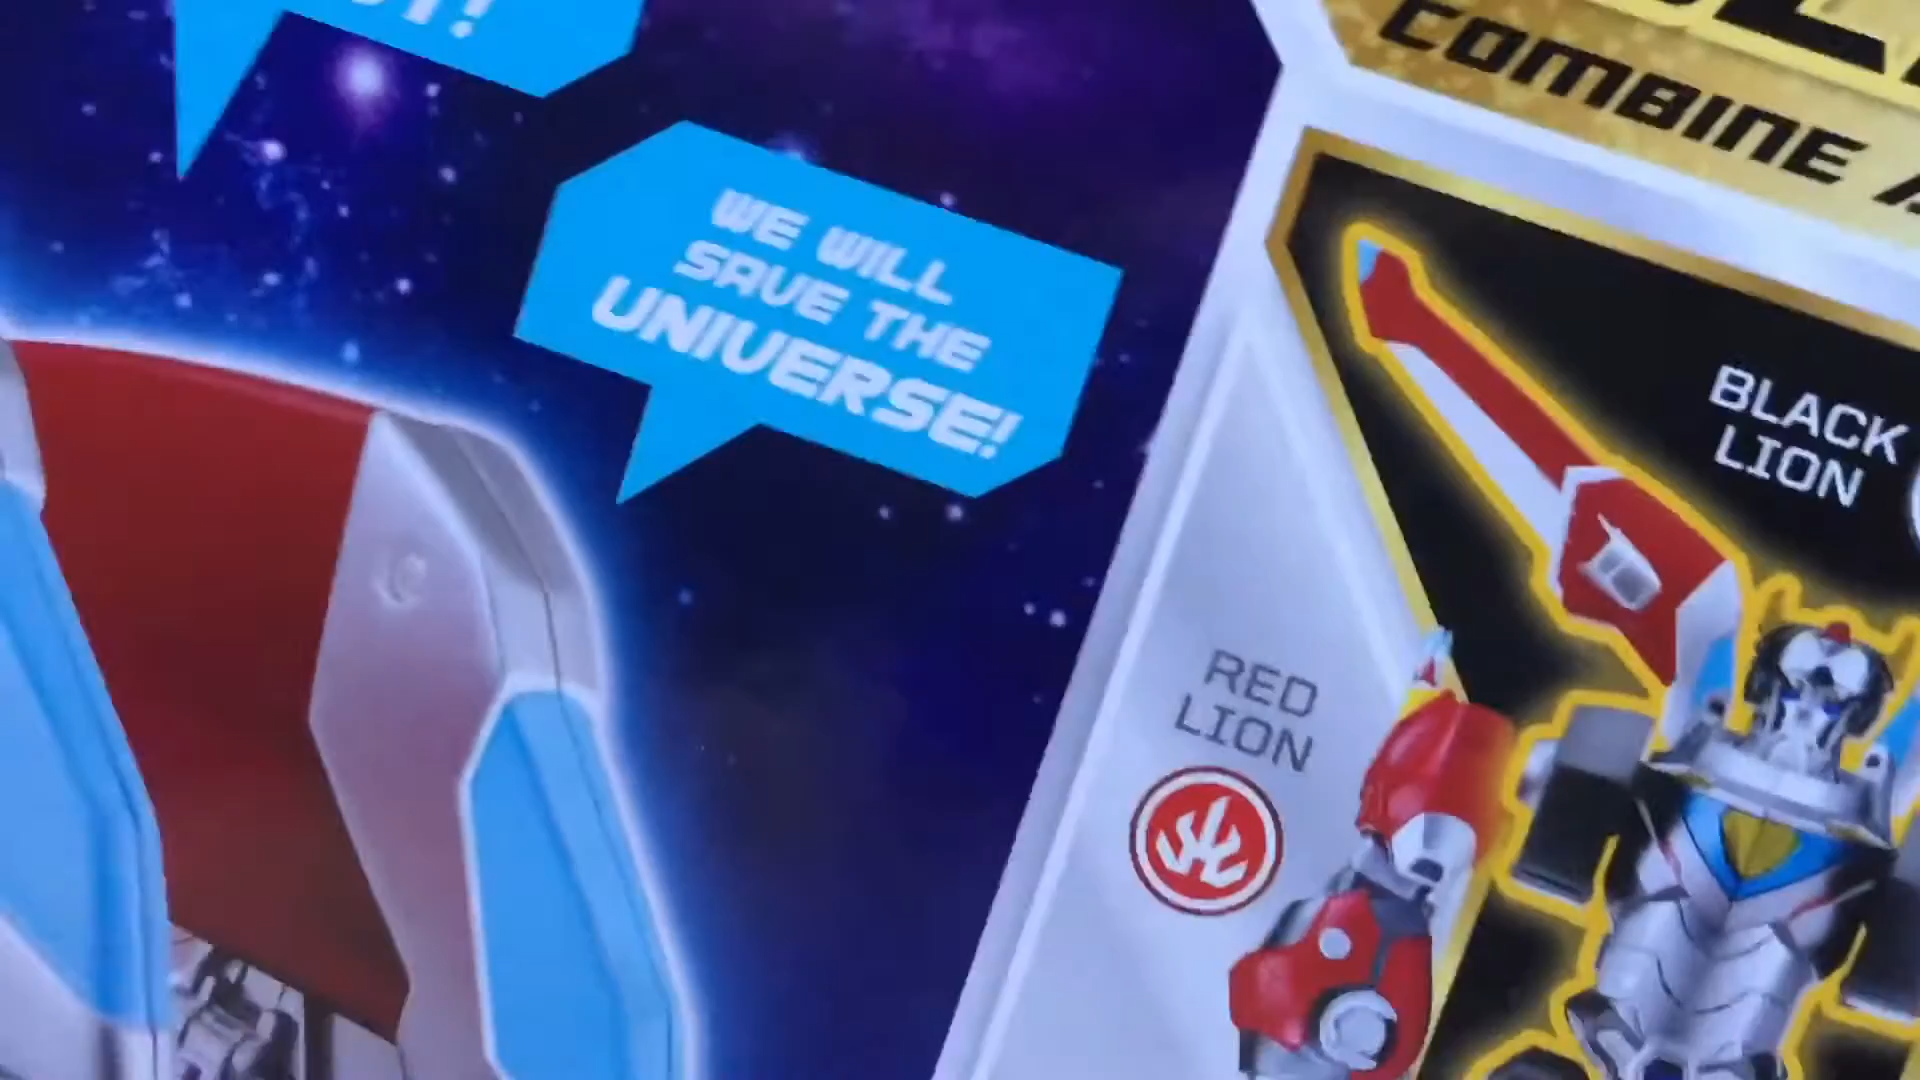 WE WILL
SAVE THE
UNIVERSE!
COMBINE
BLACK
LION
RED
LION